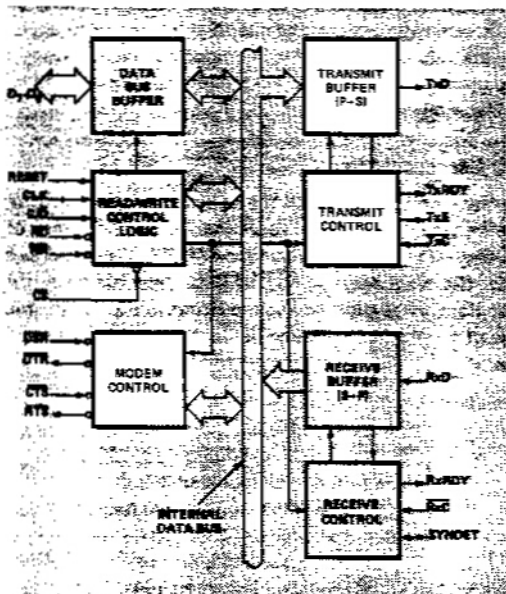 DATA
BUS
BUFFER
TRANSMIT
BUFFER
(P→S)
TxD
RESET
CLK
C/D
RD
WR
CS
READ/WRITE
CONTROL
LOGIC
TRANSMIT
CONTROL
TxRDY
TxE
TxC
DSR
DTR
CTS
RTS
MODEM
CONTROL
RECEIVE
BUFFER
(S→P)
RxD
INTERNAL
DATA BUS
RECEIVE
CONTROL
RxRDY
RxC
SYNDET